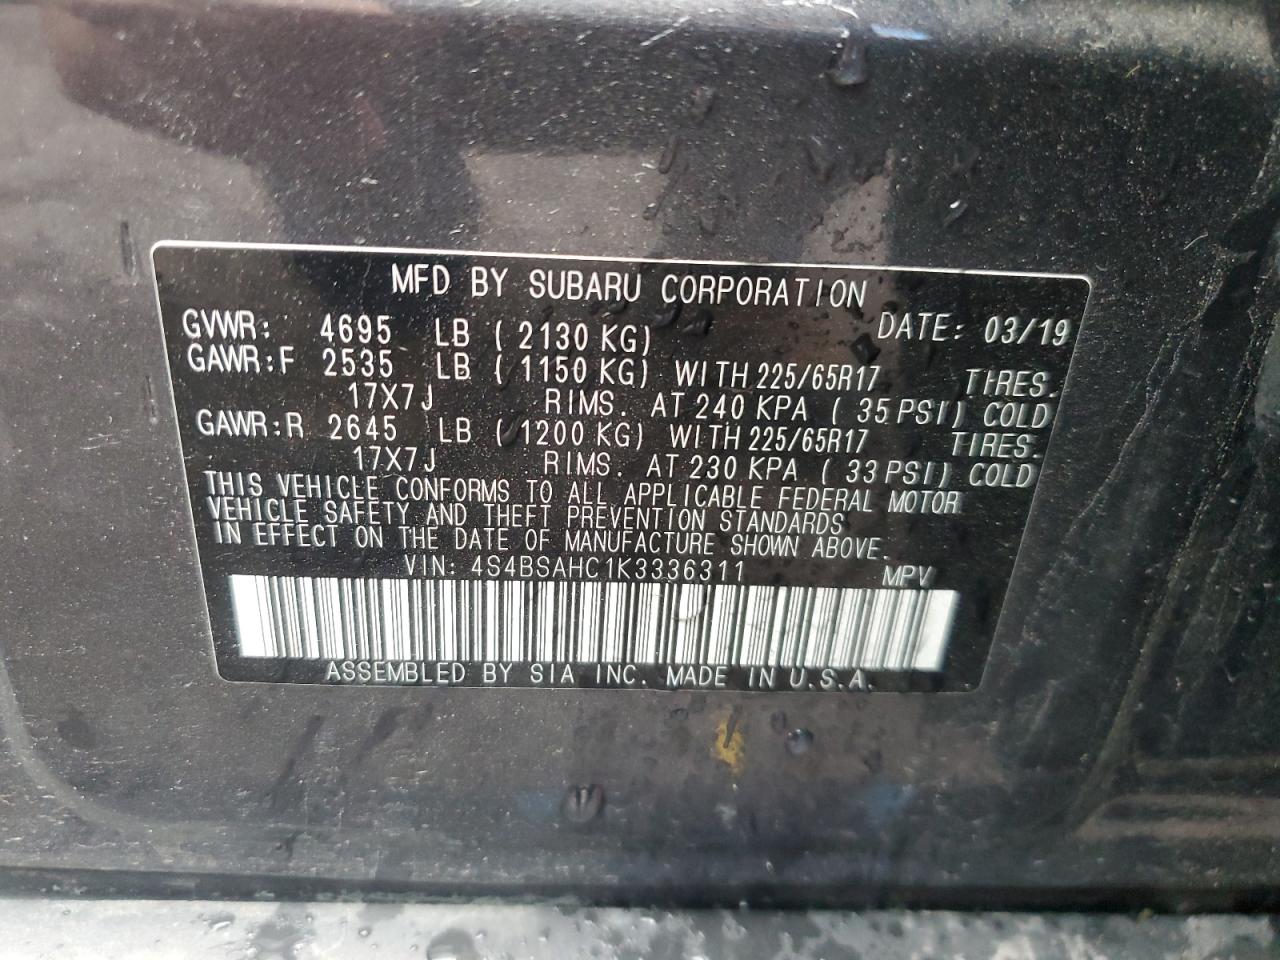 MFD BY SUBARU CORPORATION
GVWR: 4695 LB ( 2130 KG) DATE: 03/19
GAWR:F 2535 LB ( 1150 KG) WITH 225/65R17 TIRES.
17X7J RIMS. AT 240 KPA ( 35 PSI) COLD
GAWR:R 2645 LB ( 1200 KG) WITH 225/65R17 TIRES.
17X7J RIMS. AT 230 KPA ( 33 PSI) COLD
THIS VEHICLE CONFORMS TO ALL APPLICABLE FEDERAL MOTOR
VEHICLE SAFETY AND THEFT PREVENTION STANDARDS
IN EFFECT ON THE DATE OF MANUFACTURE SHOWN ABOVE.
VIN: 4S4BSAHC1K3336311 MPV
ASSEMBLED BY SIA INC. MADE IN U.S.A.